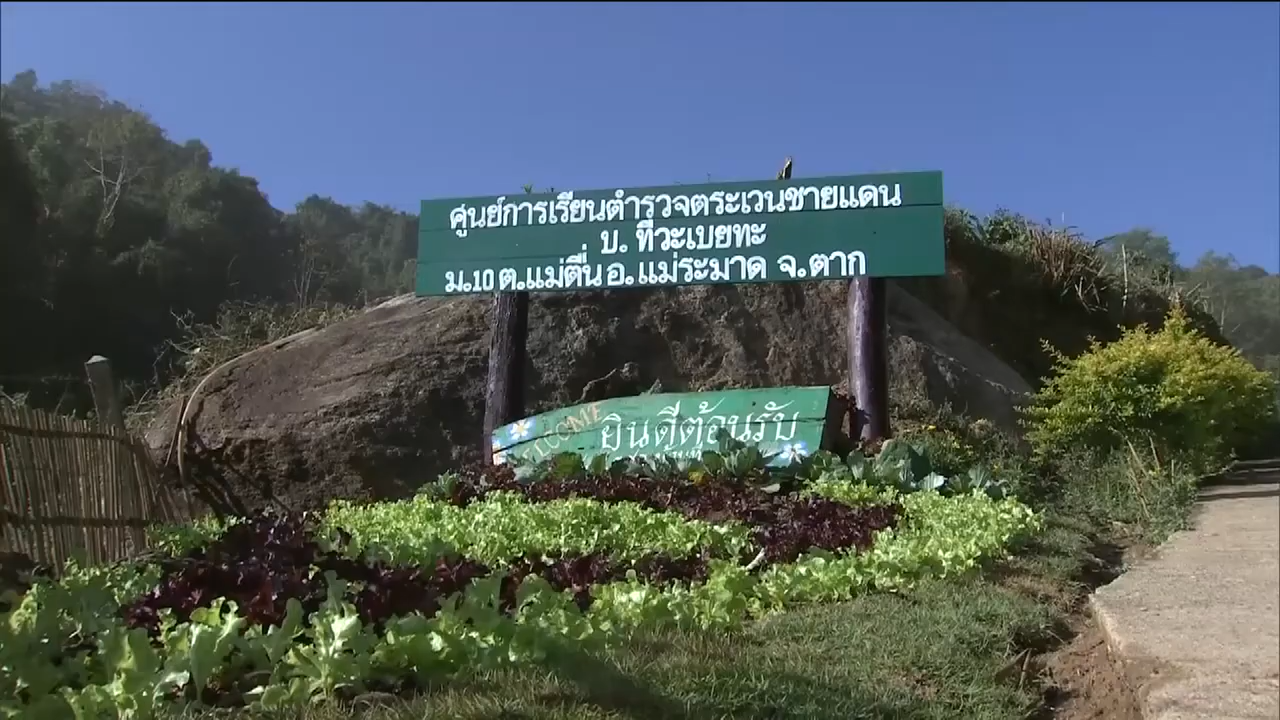 ศูนย์การเรียนตำรวจตระเวนชายแดน
บ. ทีวะเบยทะ
ม.10 ต.แม่ตื่น อ. แม่ระมาด จ.ตาก
WELCOME
ยินดีต้อนรับ